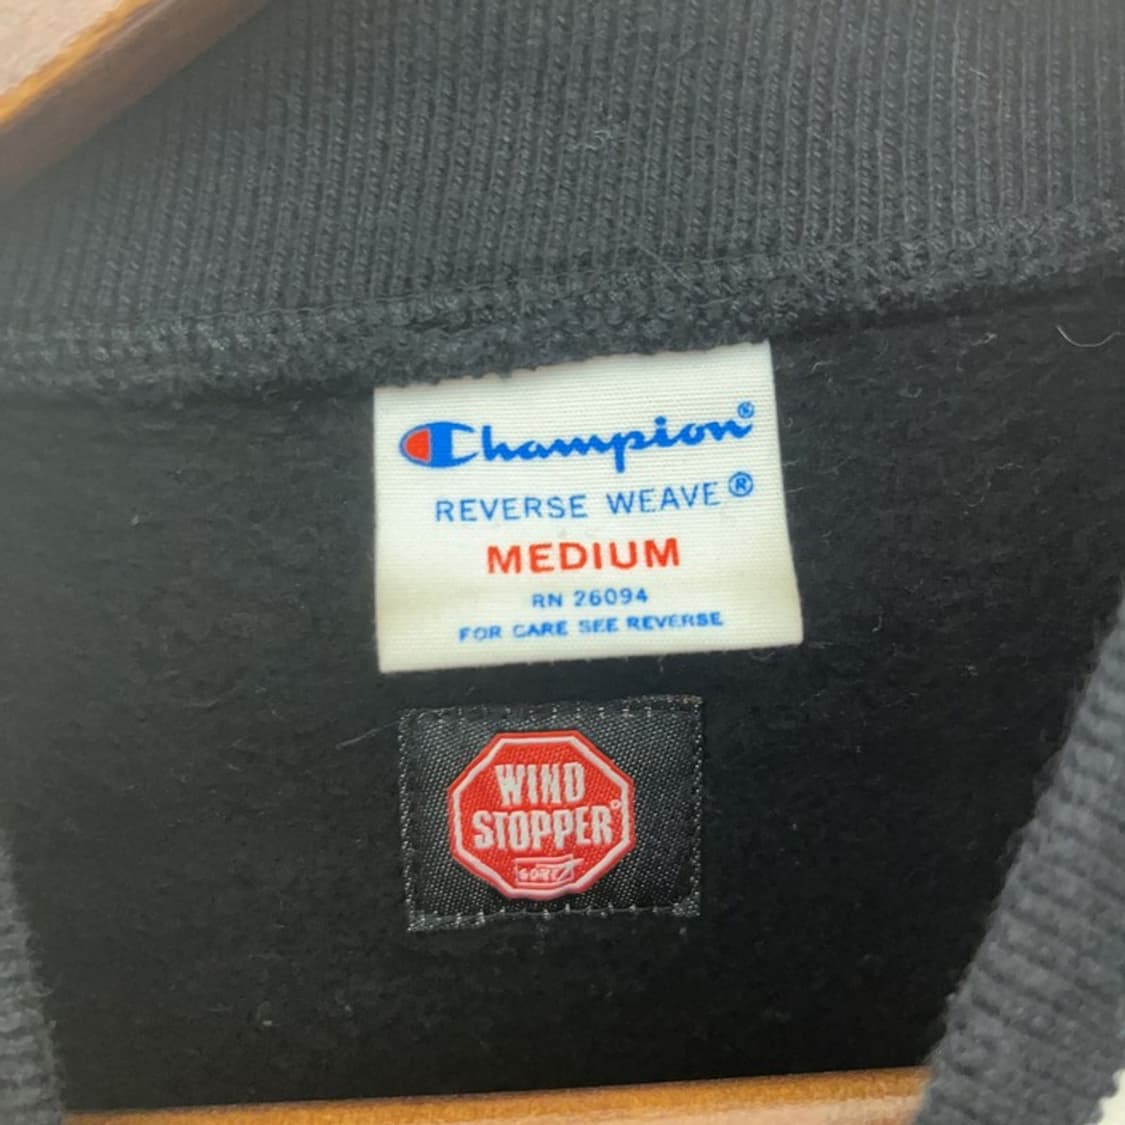 Champion®
REVERSE WEAVE®
MEDIUM
RN 26094
FOR CARE SEE REVERSE
WIND
STOPPER®
GORE